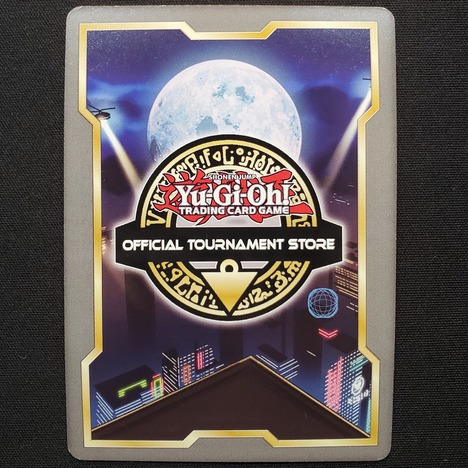 SHONEN JUMP
Yu-Gi-Oh!
TRADING CARD GAME
OFFICIAL TOURNAMENT STORE